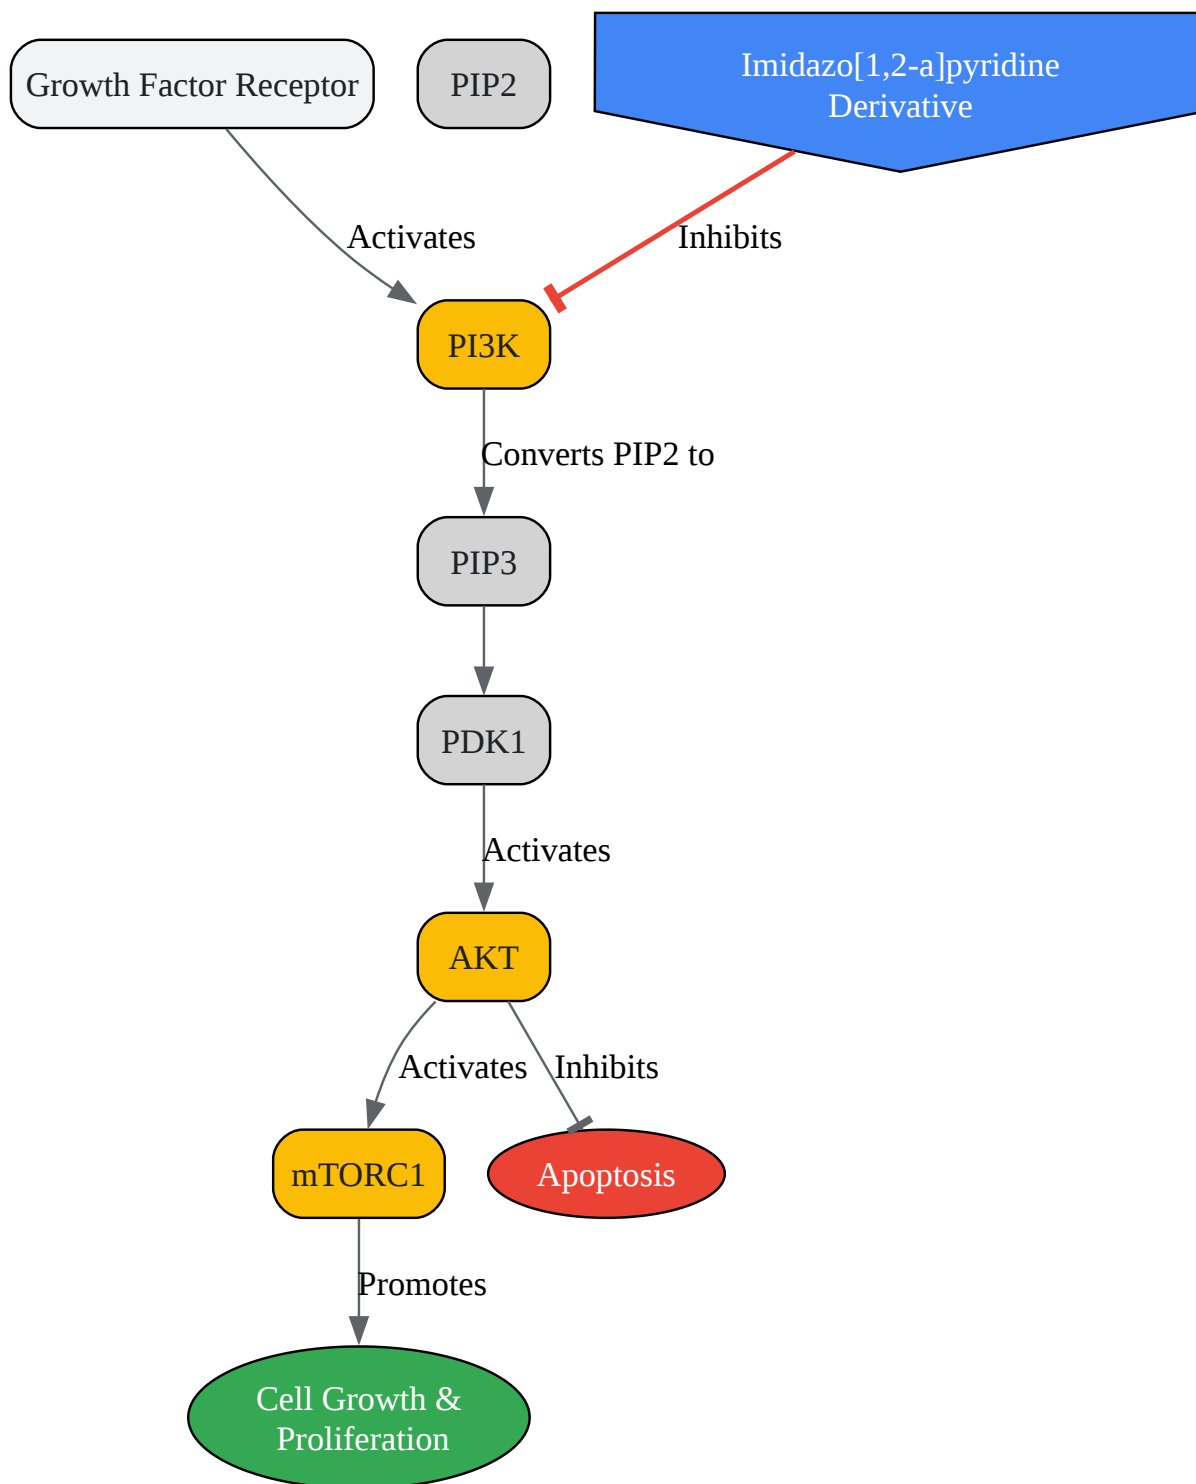 Growth Factor Receptor
PIP2
Imidazo[1,2-a]pyridine
Derivative
Activates
Inhibits
PI3K
Converts PIP2 to
PIP3
PDK1
Activates
AKT
Activates
Inhibits
mTORC1
Apoptosis
Promotes
Cell Growth &
Proliferation